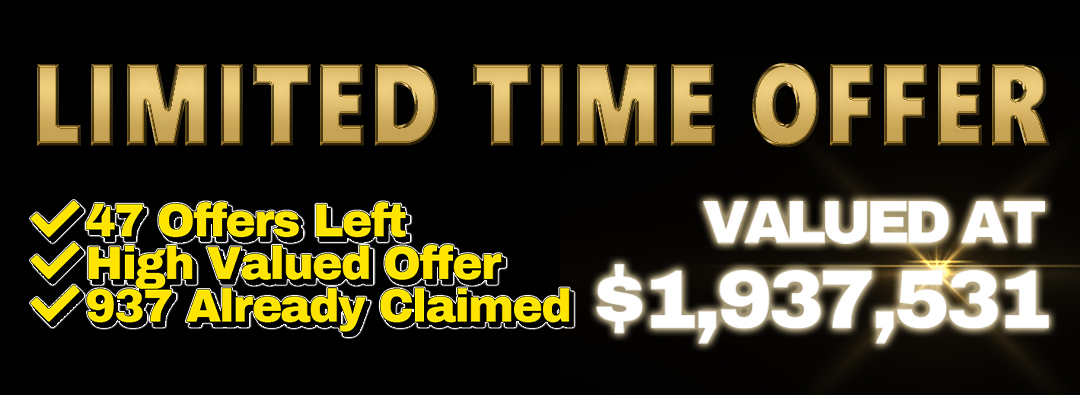 LIMITED TIME OFFER
47 Offers Left
High Valued Offer
937 Already Claimed
VALUED AT
$1,937,531